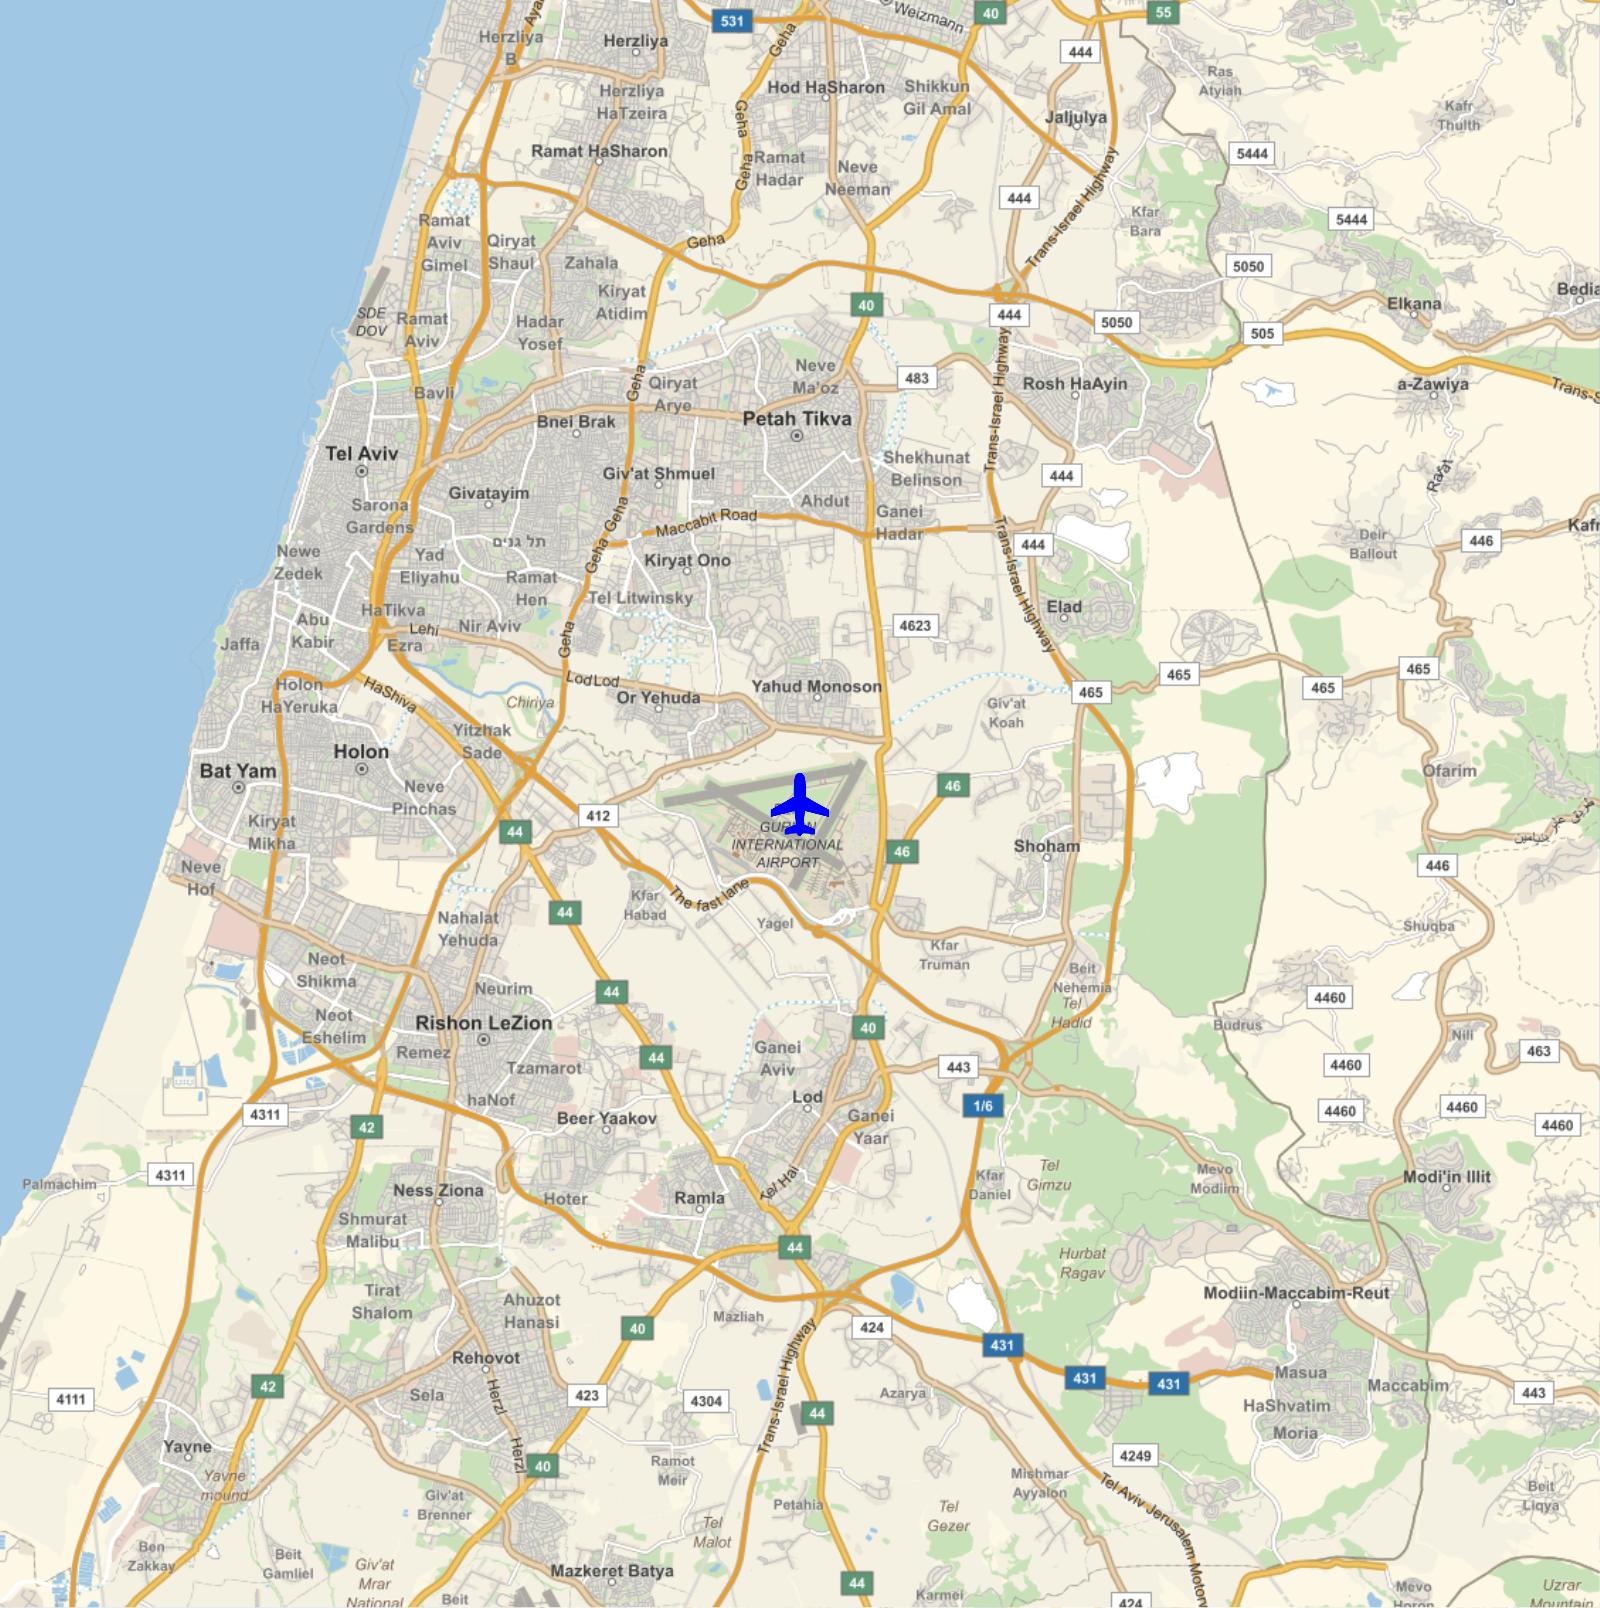 Herzliya
B
Herzliya
531
Weizmann
40
55
444
Ras
Atyiah
Geha
Hod HaSharon
Shikkun
Gil Amal
Herzliya
HaTzeira
Kafr
Thulth
Jaljulya
Geha
Ramat HaSharon
Ramat
Hadar
Neve
Neeman
Geha
5444
444
Trans-Israel Highway
Kfar
Bara
5444
Ramat
Aviv
Gimel
Qiryat
Shaul
Zahala
Geha
5050
Kiryat
Atidim
40
SDE
DOV
Ramat
Aviv
Hadar
Yosef
444
5050
505
Elkana
Bedia
Bavli
Geha
Qiryat
Arye
Neve
Ma'oz
483
Trans-Israel Highway
Rosh HaAyin
a-Zawiya
Trans-S
Bnei Brak
Petah Tikva
Tel Aviv
Giv'at Shmuel
Shekhunat
Belinson
444
Ra'at
Givatayim
Sarona
Gardens
Geha
Maccabit Road
Ahdut
Ganei
Hadar
Trans-Israel Highway
444
Deir
Ballout
446
Kafr
תל גנים
Newe
Zedek
Yad
Eliyahu
Geha
Kiryat Ono
Ramat
Hen
Tel Litwinsky
HaTikva
Elad
Abu
Kabir
Jaffa
Lehi
Nir Aviv
Ezra
Geha
4623
465
465
465
465
Holon
HaYeruka
HaShiva
Lod
Lod
Or Yehuda
Yahud Monoson
Chiriya
Giv'at
Koah
Yitzhak
Sade
Holon
Bat Yam
Neve
Pinchas
46
Ofarim
Kiryat
Mikha
44
412
GURION
INTERNATIONAL
AIRPORT
46
Shoham
446
Neve
Hof
The fast lane
Kfar
Habad
44
Nahalat
Yehuda
Yagel
Kfar
Truman
Shuqba
Neot
Shikma
Neurim
44
Beit
Nehemia
Tel
Hadid
4460
Neot
Eshelim
Rishon LeZion
40
Budrus
Nili
463
Remez
Tzamarot
44
Ganei
Aviv
443
4460
haNof
Lod
1/6
4460
4460
4460
4311
42
Beer Yaakov
Ganei
Yaar
4311
Palmachim
Ness Ziona
Hoter
Ramla
Tel Hai
Kfar
Daniel
Tel
Gimzu
Mevo
Modiim
Modi'in Illit
Shmurat
Malibu
44
Hurbat
Ragav
Tirat
Shalom
Ahuzot
Hanasi
Mazliah
Modiin-Maccabim-Reut
40
424
431
Rehovot
Trans-Israel Highway
431
431
Masua
Maccabim
443
42
4111
Sela
Herzl
423
4304
44
Azarya
HaShvatim
Moria
Yavne
Herzl
40
Ramot
Meir
4249
Mishmar
Ayyalon
Yavne
mound
Giv'at
Brenner
Petahia
Tel
Gezer
Tel Aviv Jerusalem Motorw
Beit
Liqya
Tel
Malot
Ben
Zakkay
Beit
Gamliel
Giv'at
Mrar
National
Beit
Mazkeret Batya
44
Karmei
424
Mevo
Horon
Uzrar
Mountain